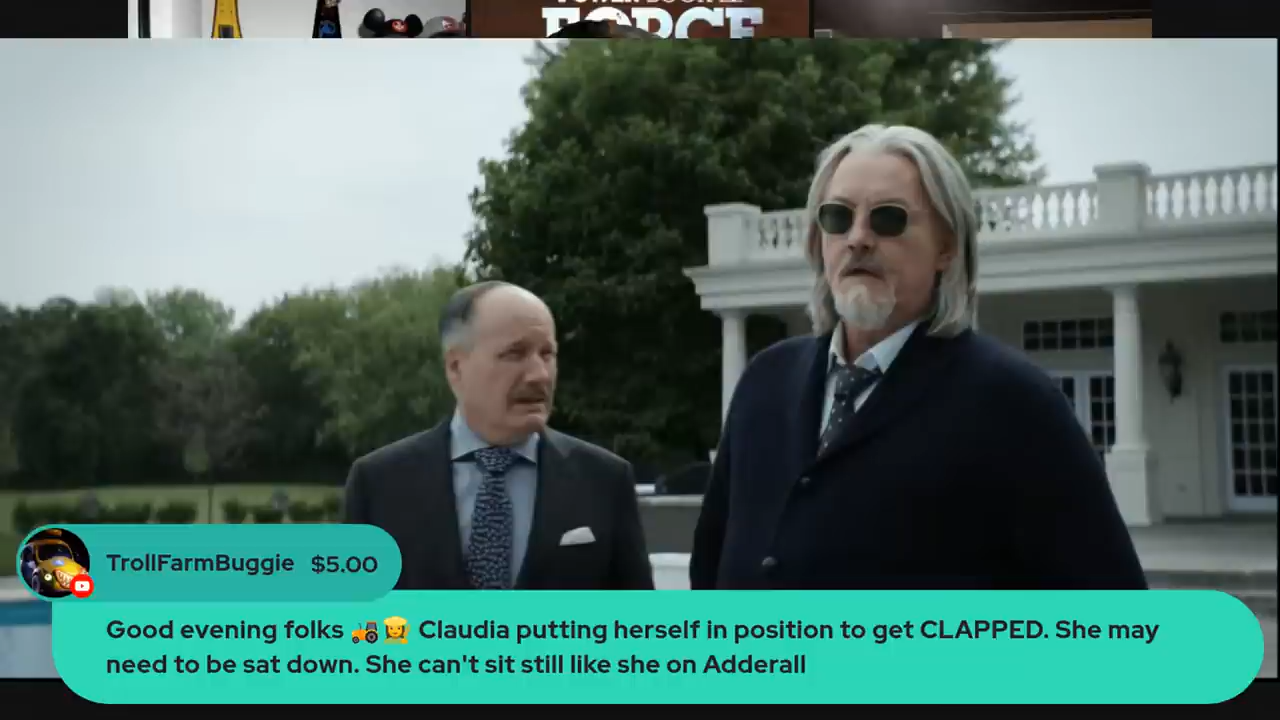 FORCE
TrollFarmBuggie $5.00
Good evening folks 🚜👷‍♀️ Claudia putting herself in position to get CLAPPED. She may
need to be sat down. She can't sit still like she on Adderall